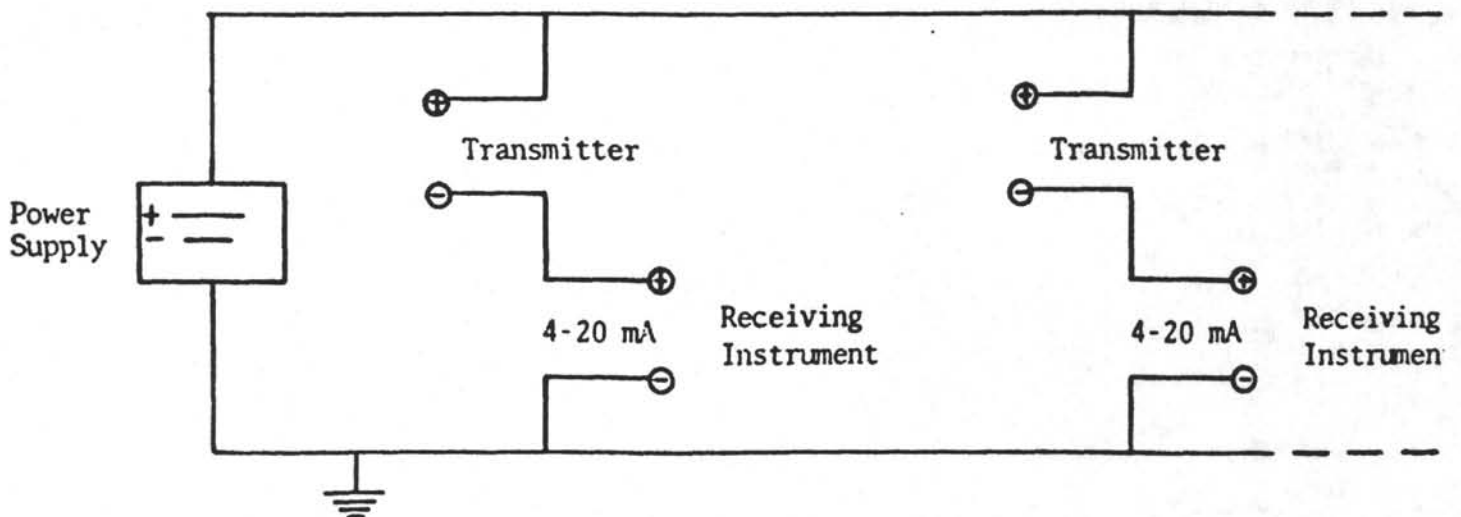 Transmitter
Transmitter
Power
Supply
+
-
4-20 mA
Receiving
Instrument
4-20 mA
Receiving
Instrumen